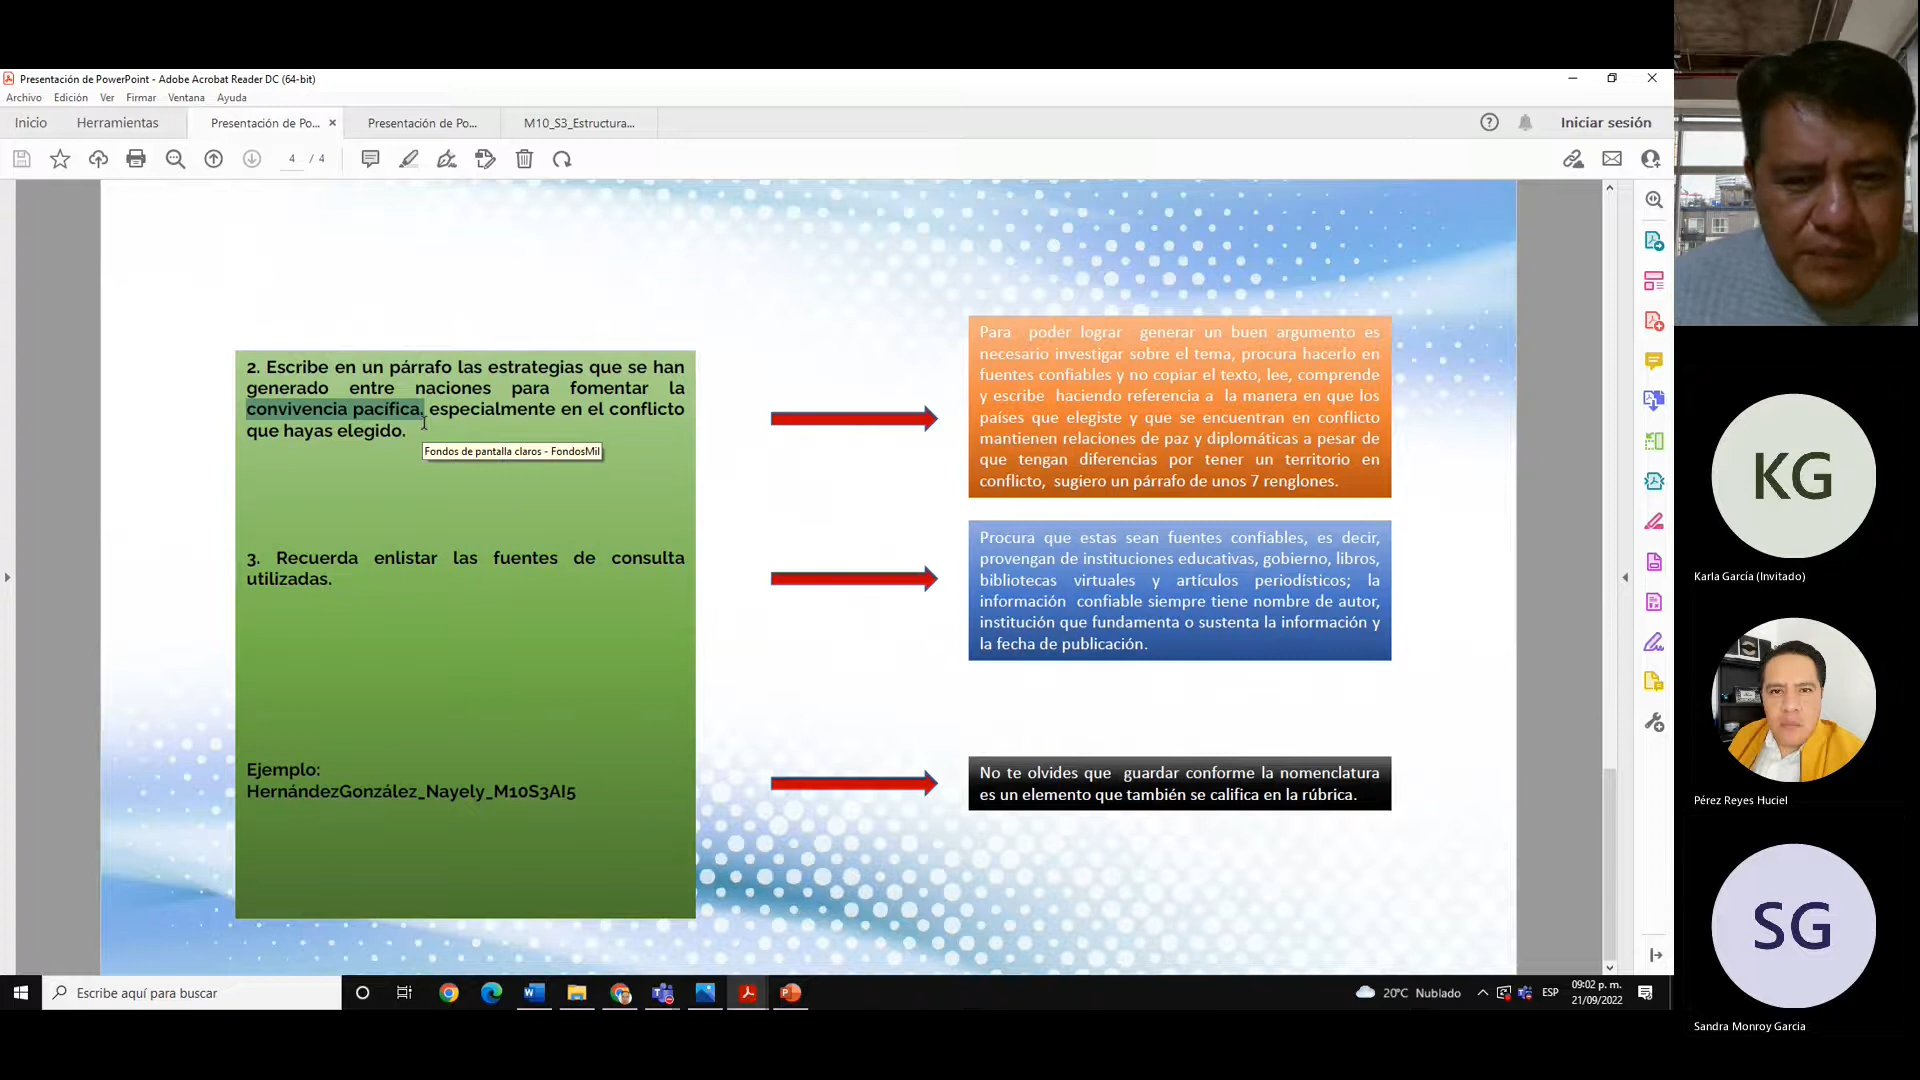 Presentación de PowerPoint - Adobe Acrobat Reader DC (64-bit)
Archivo Edición Ver Firmar Ventana Ayuda
Inicio Herramientas Presentación de Po... × Presentación de Po... M10_S3_Estructura... Iniciar sesión
4 / 4
2. Escribe en un párrafo las estrategias que se han
generado entre naciones para fomentar la
convivencia pacífica, especialmente en el conflicto
que hayas elegido.
Fondos de pantalla claros - FondosMil
3. Recuerda enlistar las fuentes de consulta
utilizadas.
Ejemplo:
HernándezGonzález_Nayely_M10S3AI5
Para poder lograr generar un buen argumento es
necesario investigar sobre el tema, procura hacerlo en
fuentes confiables y no copiar el texto, lee, comprende
y escribe haciendo referencia a la manera en que los
países que elegiste y que se encuentran en conflicto
mantienen relaciones de paz y diplomáticas a pesar de
que tengan diferencias por tener un territorio en
conflicto, sugiero un párrafo de unos 7 renglones.
Procura que estas sean fuentes confiables, es decir,
provengan de instituciones educativas, gobierno, libros,
bibliotecas virtuales y artículos periodísticos; la
información confiable siempre tiene nombre de autor,
institución que fundamenta o sustenta la información y
la fecha de publicación.
No te olvides que guardar conforme la nomenclatura
es un elemento que también se califica en la rúbrica.
KG
Karla García (Invitado)
Pérez Reyes Huciel
SG
Sandra Monroy Garcia
Escribe aquí para buscar
20°C Nublado
ESP
09:02 p. m.
21/09/2022